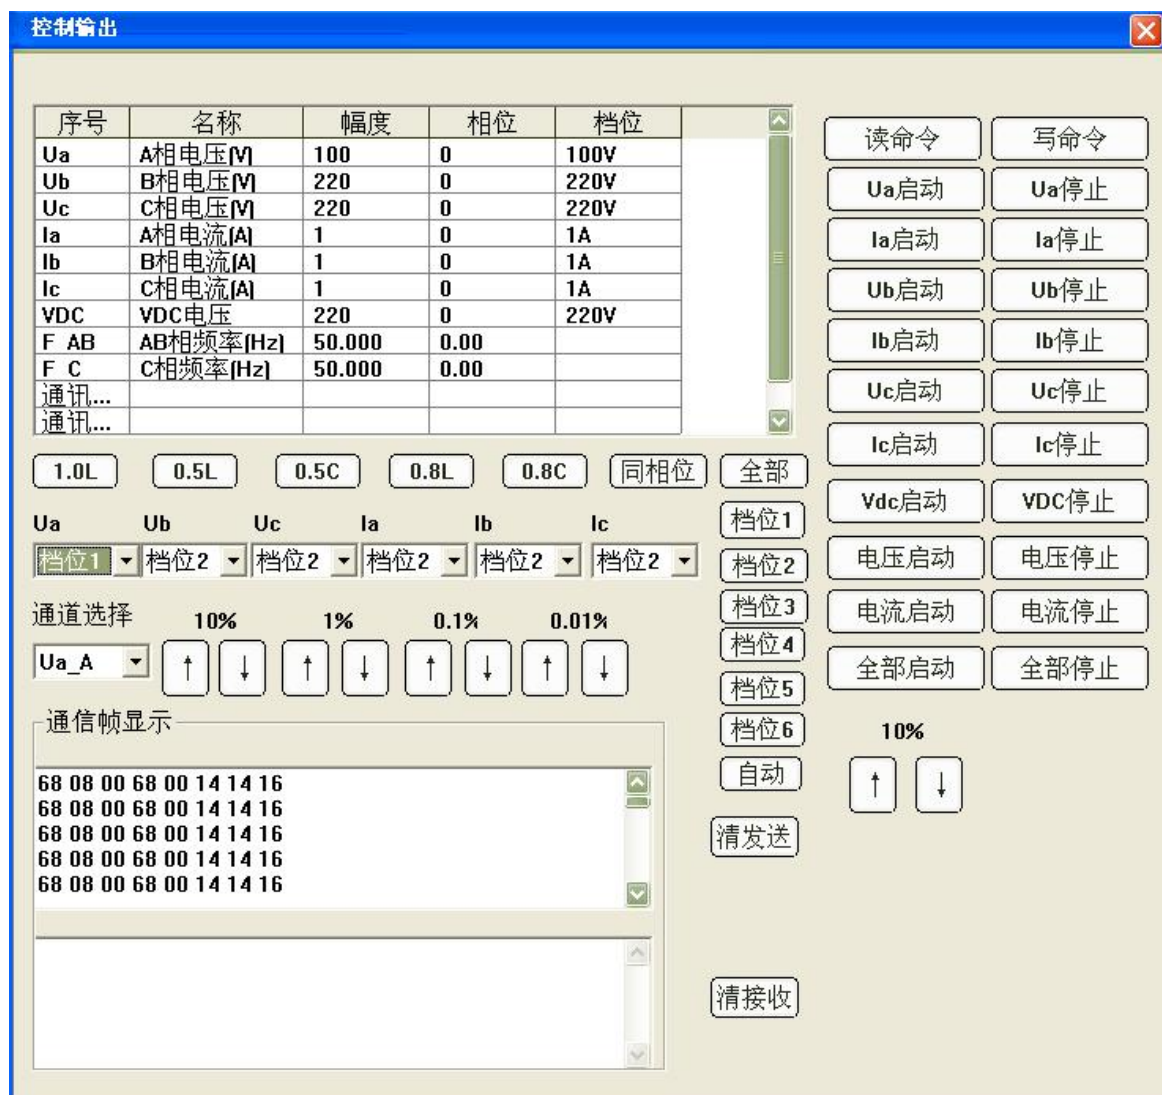 控制输出
序号 名称 幅度 相位 档位
Ua A相电压(V) 100 0 100V
Ub B相电压(V) 220 0 220V
Uc C相电压(V) 220 0 220V
Ia A相电流(A) 1 0 1A
Ib B相电流(A) 1 0 1A
Ic C相电流(A) 1 0 1A
VDC VDC电压 220 0 220V
F AB AB相频率(Hz) 50.000 0.00
F C C相频率(Hz) 50.000 0.00
通讯...
通讯...
读命令 写命令
Ua启动 Ua停止
Ia启动 Ia停止
Ub启动 Ub停止
Ib启动 Ib停止
Uc启动 Uc停止
Ic启动 Ic停止
Vdc启动 VDC停止
电压启动 电压停止
电流启动 电流停止
全部启动 全部停止
10%
↑ ↓
1.0L 0.5L 0.5C 0.8L 0.8C 同相位 全部
Ua Ub Uc Ia Ib Ic
档位1 档位2 档位2 档位2 档位2 档位2
档位1
档位2
档位3
档位4
档位5
档位6
自动
通道选择 10% 1% 0.1% 0.01%
Ua_A ↑ ↓ ↑ ↓ ↑ ↓ ↑ ↓
通信帧显示
68 08 00 68 00 14 14 16
68 08 00 68 00 14 14 16
68 08 00 68 00 14 14 16
68 08 00 68 00 14 14 16
68 08 00 68 00 14 14 16
清发送
清接收